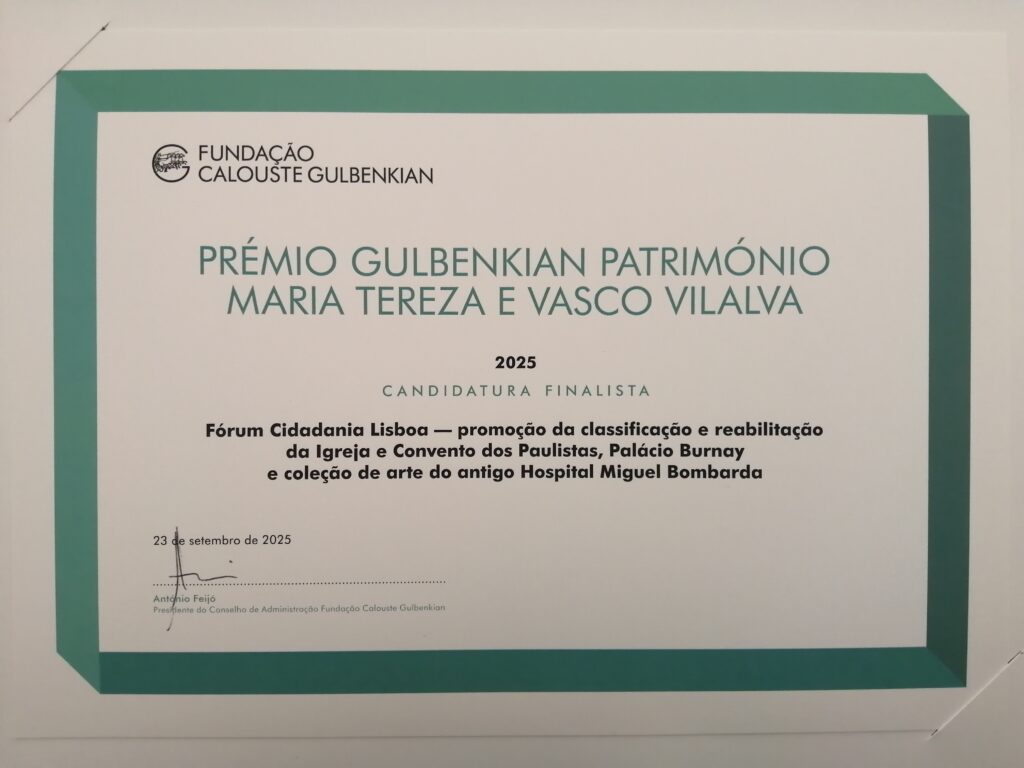 FUNDAÇÃO
CALOUSTE GULBENKIAN
PRÉMIO GULBENKIAN PATRIMÓNIO
MARIA TEREZA E VASCO VILALVA
2025
CANDIDATURA FINALISTA
Fórum Cidadania Lisboa — promoção da classificação e reabilitação
da Igreja e Convento dos Paulistas, Palácio Burnay
e coleção de arte do antigo Hospital Miguel Bombarda
23 de setembro de 2025
António Feijó
Presidente do Conselho de Administração Fundação Calouste Gulbenkian